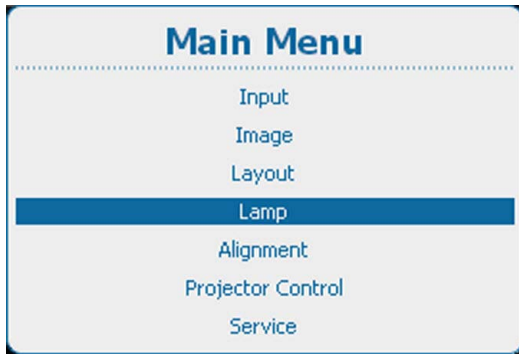 Main Menu
Input
Image
Layout
Lamp
Alignment
Projector Control
Service